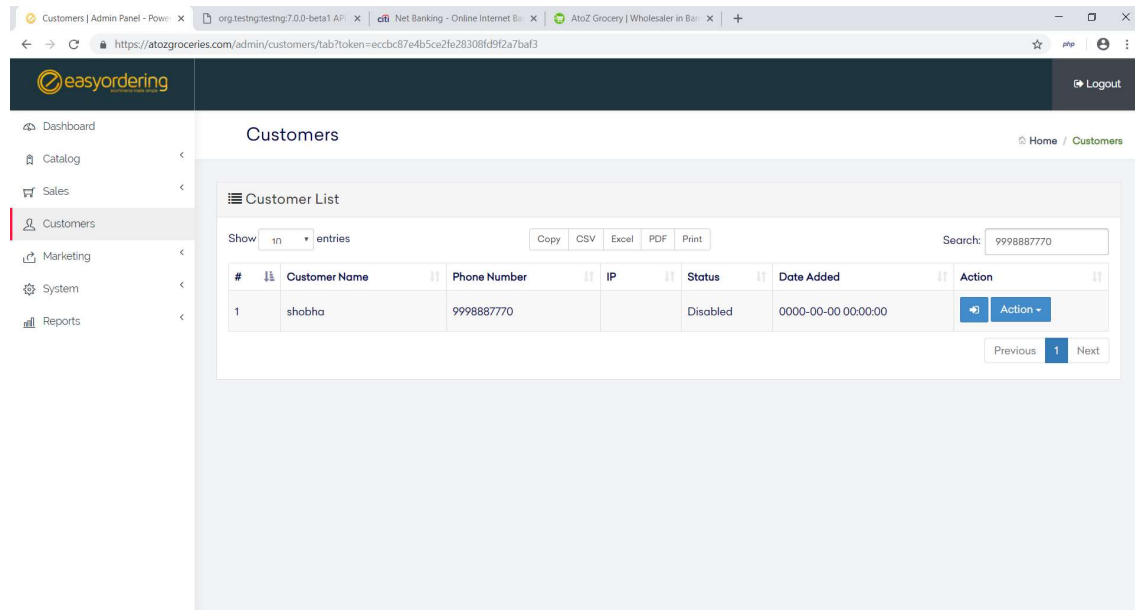 Customers | Admin Panel - Powe
org.testng:testng:7.0.0-beta1 API
citi Net Banking - Online Internet Ba
AtoZ Grocery | Wholesaler in Ban
https://atozgroceries.com/admin/customers/tab?token=eccbc87e4b5ce2fe28308fd9f2a7baf3
php
easyordering
Logout
Dashboard
Catalog
Sales
Customers
Marketing
System
Reports
Customers
Home / Customers
Customer List
Show 10 entries
Copy CSV Excel PDF Print
Search: 9998887770
# Customer Name Phone Number IP Status Date Added Action
1 shobha 9998887770 Disabled 0000-00-00 00:00:00 Action
Previous 1 Next